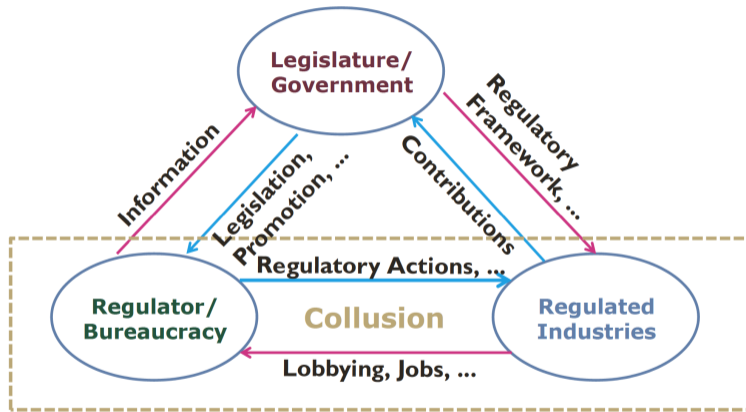 Legislature/
Government
Information
Legislation,
Promotion, ...
Contributions
Regulatory
Framework, ...
Regulator/
Bureaucracy
Regulatory Actions, ...
Collusion
Lobbying, Jobs, ...
Regulated
Industries